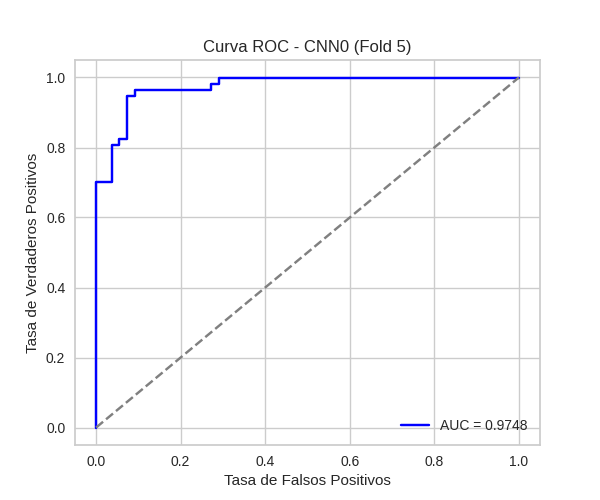 Curva ROC - CNN0 (Fold 5)
Tasa de Verdaderos Positivos
1.0
0.8
0.6
0.4
0.2
0.0
AUC = 0.9748
0.0 0.2 0.4 0.6 0.8 1.0
Tasa de Falsos Positivos